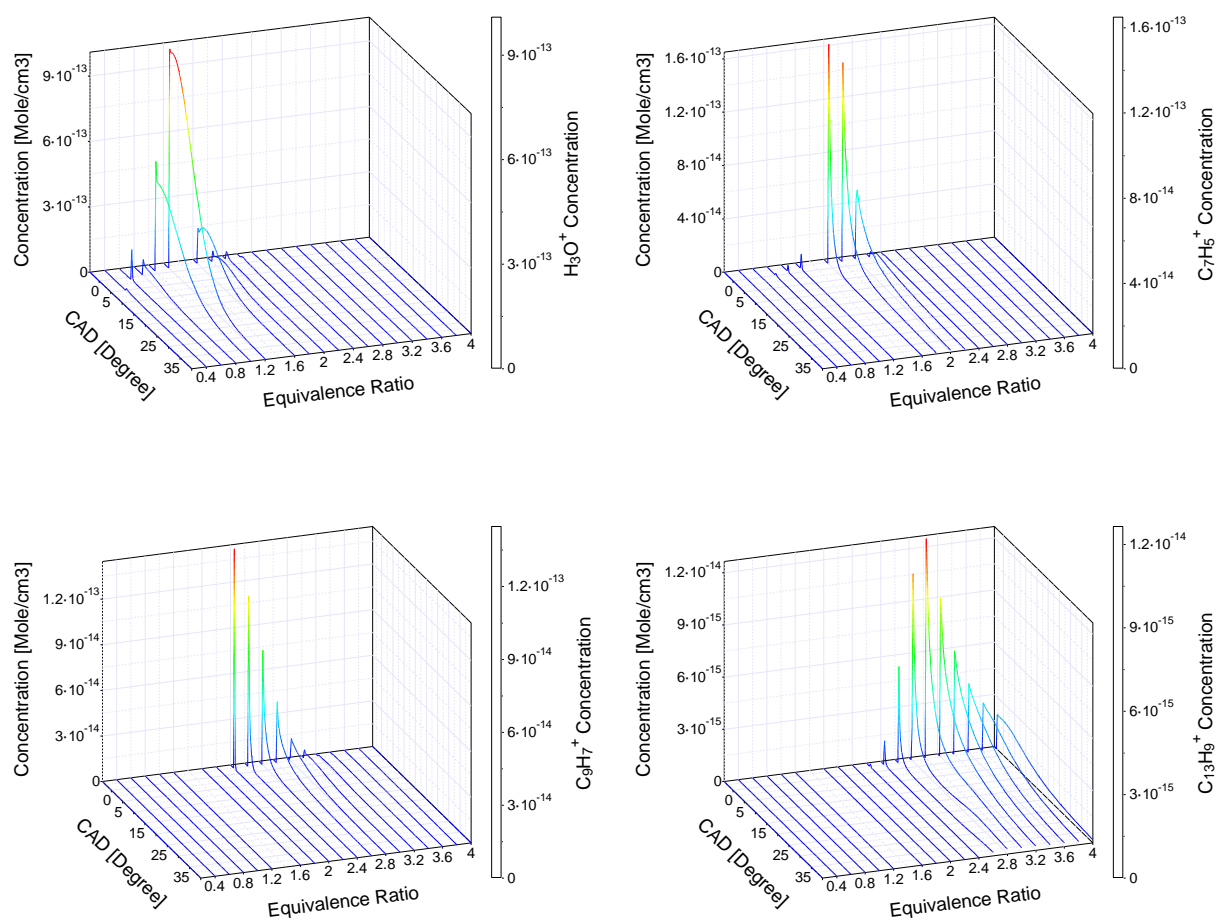 9·10-13
6·10-13
3·10-13
0
Concentration [Mole/cm3]
0
5
15
25
35
CAD [Degree]
0.4 0.8 1.2 1.6 2 2.4 2.8 3.2 3.6 4
Equivalence Ratio
9·10-13
6·10-13
3·10-13
0
H3O+ Concentration
1.6·10-13
1.2·10-13
8·10-14
4·10-14
0
Concentration [Mole/cm3]
0
5
15
25
35
CAD [Degree]
0.4 0.8 1.2 1.6 2 2.4 2.8 3.2 3.6 4
Equivalence Ratio
1.6·10-13
1.2·10-13
8·10-14
4·10-14
0
C7H5+ Concentration
1.2·10-13
9·10-14
6·10-14
3·10-14
0
Concentration [Mole/cm3]
0
5
15
25
35
CAD [Degree]
0.4 0.8 1.2 1.6 2 2.4 2.8 3.2 3.6 4
Equivalence Ratio
1.2·10-13
9·10-14
6·10-14
3·10-14
0
C9H7+ Concentration
1.2·10-14
9·10-15
6·10-15
3·10-15
0
Concentration [Mole/cm3]
0
5
15
25
35
CAD [Degree]
0.4 0.8 1.2 1.6 2 2.4 2.8 3.2 3.6 4
Equivalence Ratio
1.2·10-14
9·10-15
6·10-15
3·10-15
0
C13H9+ Concentration